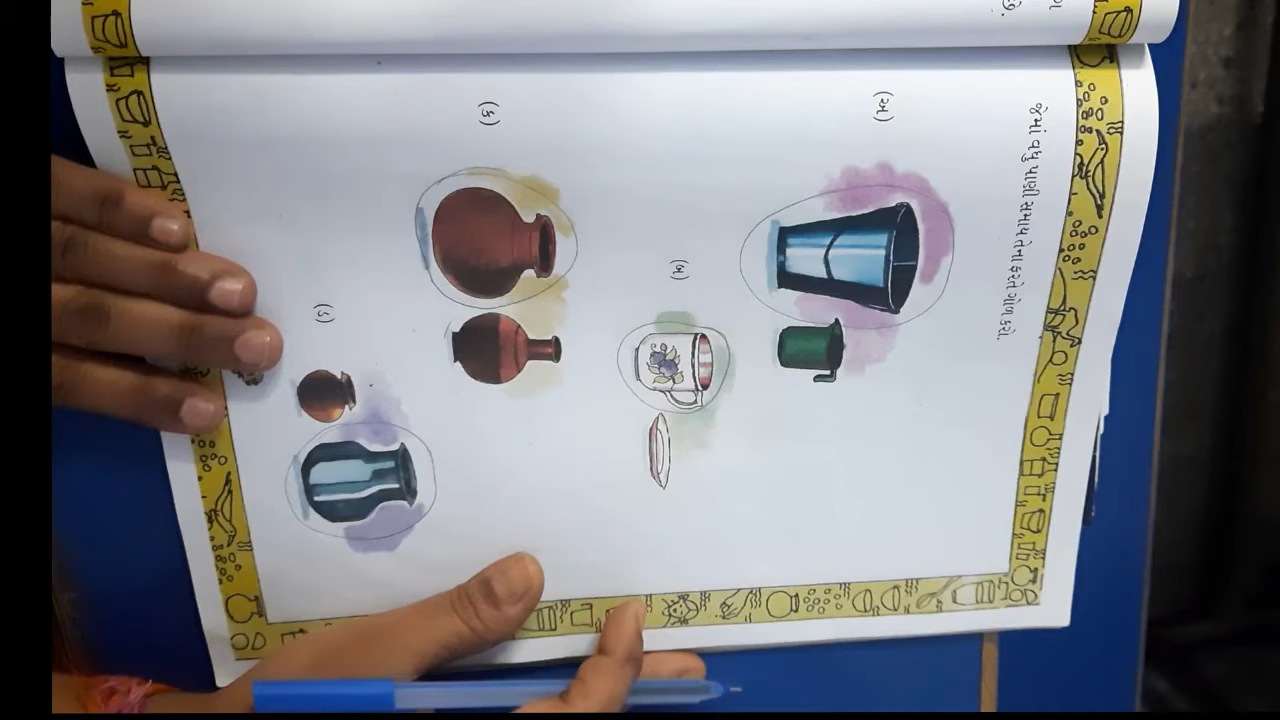 જેમાં વધુ પાણી સમાય તેના ફરતે ગોળ કરો.
(અ)
(બ)
(ક)
(ડ)